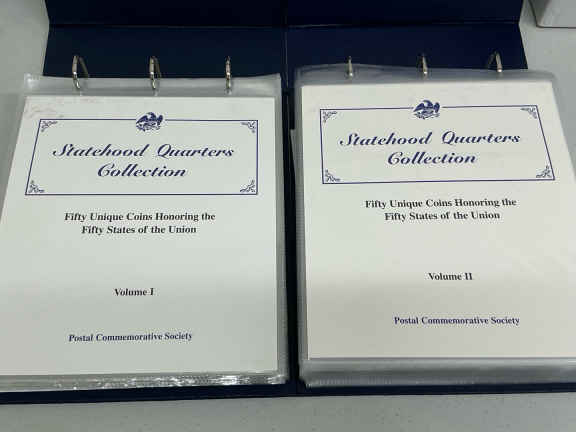 Statehood Quarters
Collection
Fifty Unique Coins Honoring the
Fifty States of the Union
Volume I
Postal Commemorative Society
Statehood Quarters
Collection
Fifty Unique Coins Honoring the
Fifty States of the Union
Volume II
Postal Commemorative Society